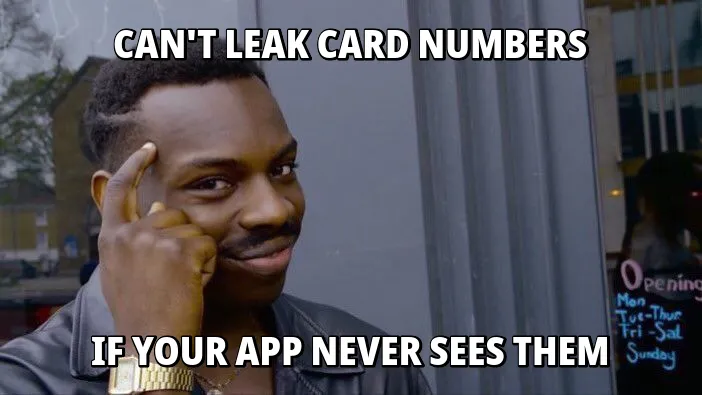 CAN'T LEAK CARD NUMBERS
Opening
Mon
Tue-Thur
Fri-Sat
Sunday
IF YOUR APP NEVER SEES THEM